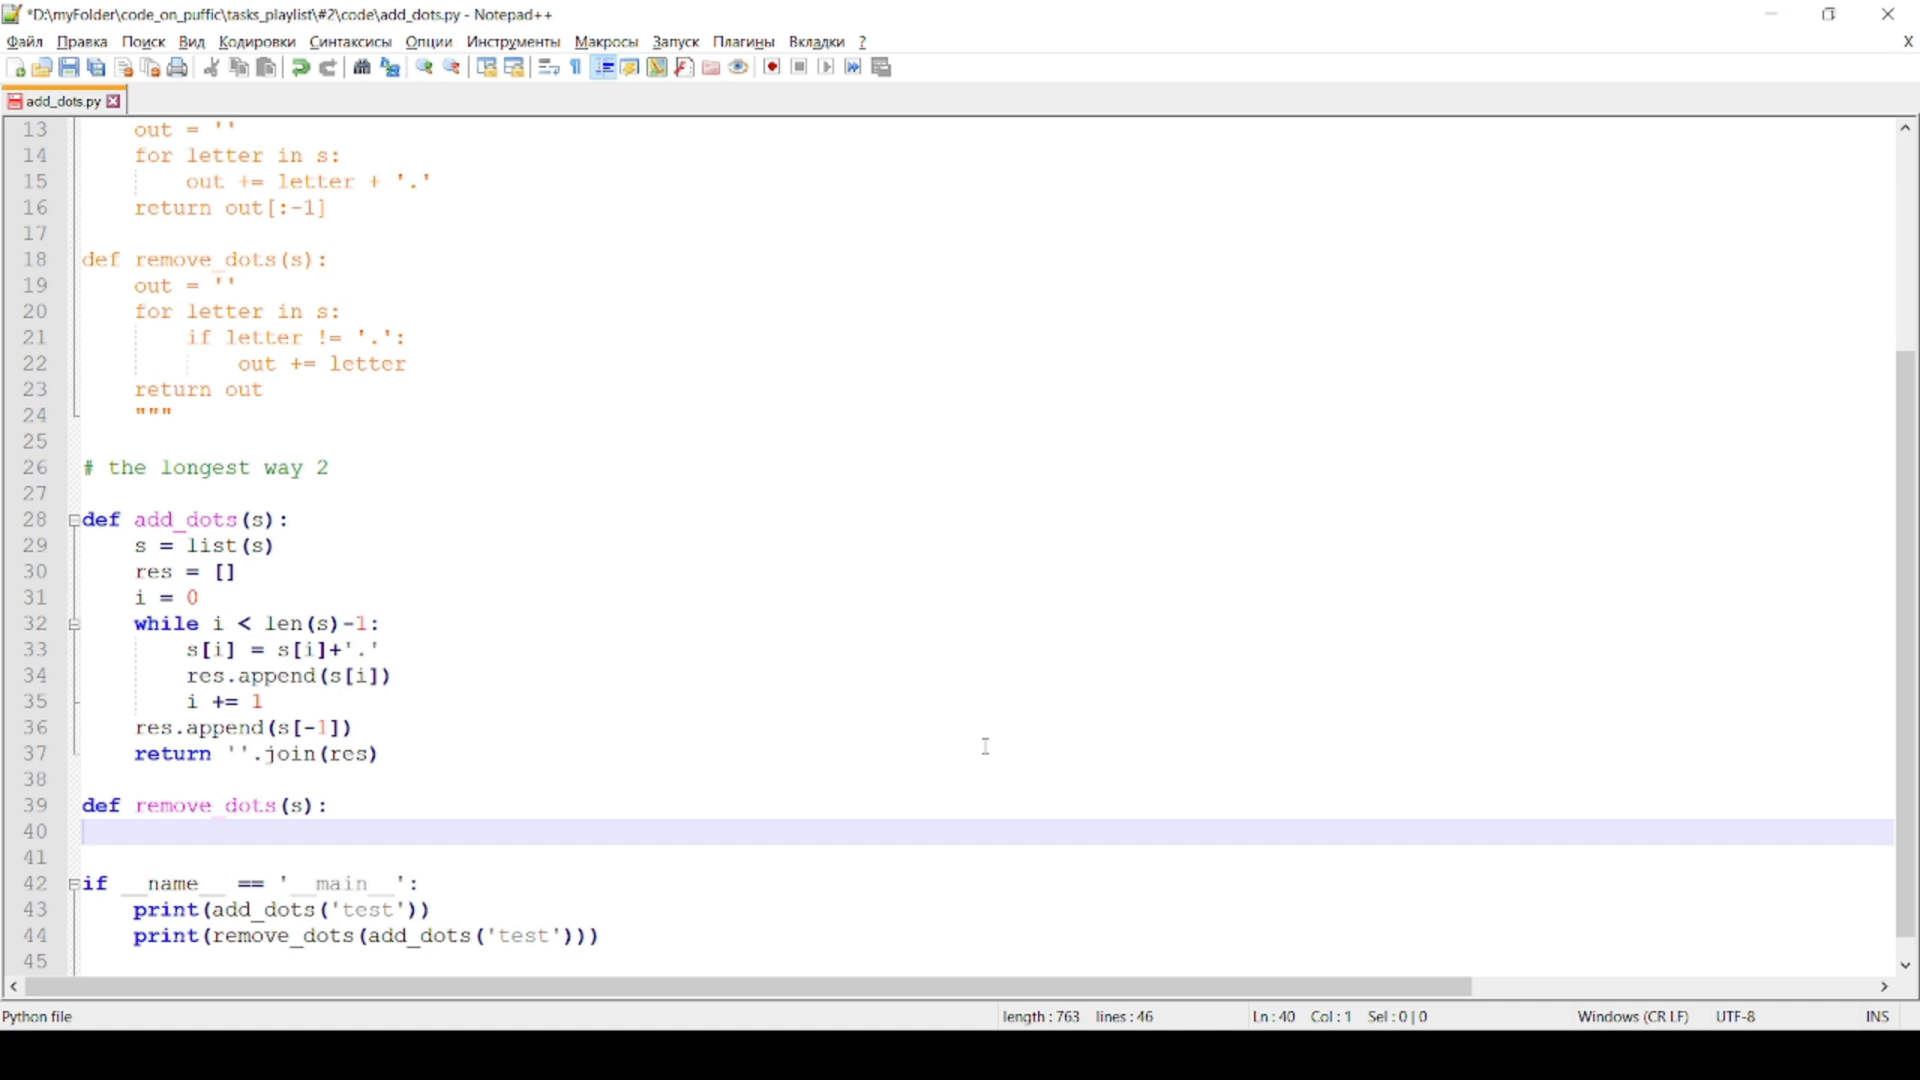 *D:\myFolder\code_on_puffic\tasks_playlist\#2\code\add_dots.py - Notepad++
Файл Правка Поиск Вид Кодировки Синтаксисы Опции Инструменты Макросы Запуск Плагины Вкладки ? X
add_dots.py
13 out = ''
14 for letter in s:
15 out += letter + '.'
16 return out[:-1]
17
18 def remove_dots(s):
19 out = ''
20 for letter in s:
21 if letter != '.':
22 out += letter
23 return out
24 """
25
26 # the longest way 2
27
28 def add_dots(s):
29 s = list(s)
30 res = []
31 i = 0
32 while i < len(s)-1:
33 s[i] = s[i]+'.'
34 res.append(s[i])
35 i += 1
36 res.append(s[-1])
37 return ''.join(res)
38
39 def remove_dots(s):
40
41
42 if __name__ == '__main__':
43 print(add_dots('test'))
44 print(remove_dots(add_dots('test')))
45
Python file length : 763 lines : 46 Ln : 40 Col : 1 Sel : 0 | 0 Windows (CR LF) UTF-8 INS